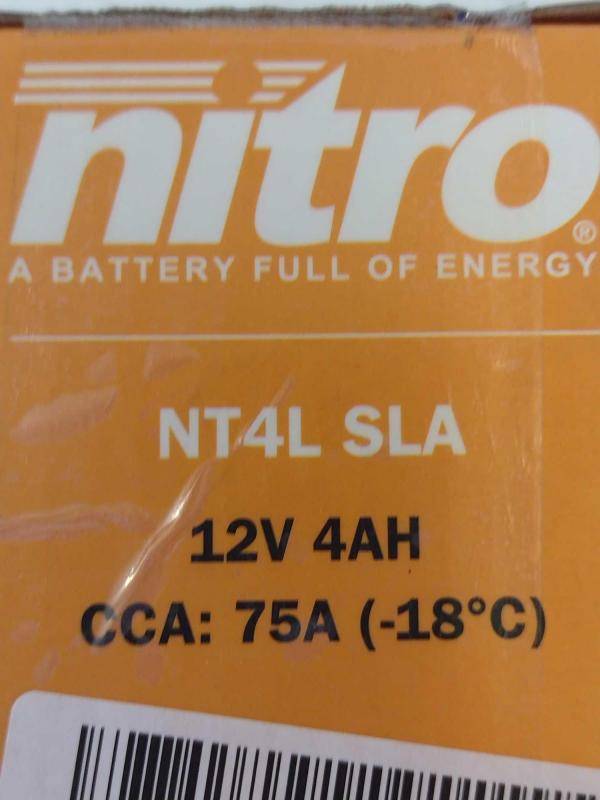 nitro®
A BATTERY FULL OF ENERGY
NT4L SLA
12V 4AH
CCA: 75A (-18°C)